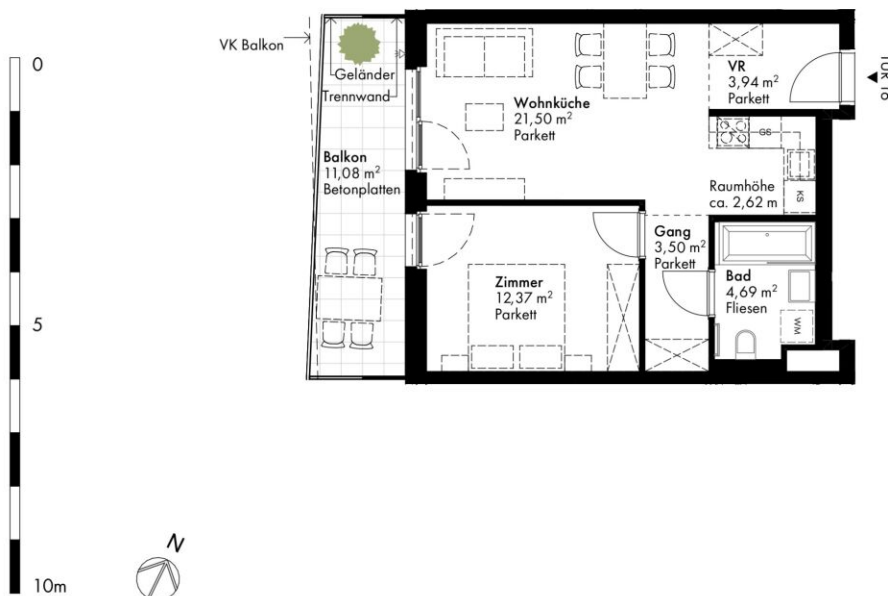 0
5
10m
N
VK Balkon
Geländer
Trennwand
Balkon
11,08 m²
Betonplatten
Wohnküche
21,50 m²
Parkett
VR
3,94 m²
Parkett
TÜR 16
GS
KS
Raumhöhe
ca. 2,62 m
Gang
3,50 m²
Parkett
Zimmer
12,37 m²
Parkett
Bad
4,69 m²
Fliesen
WM